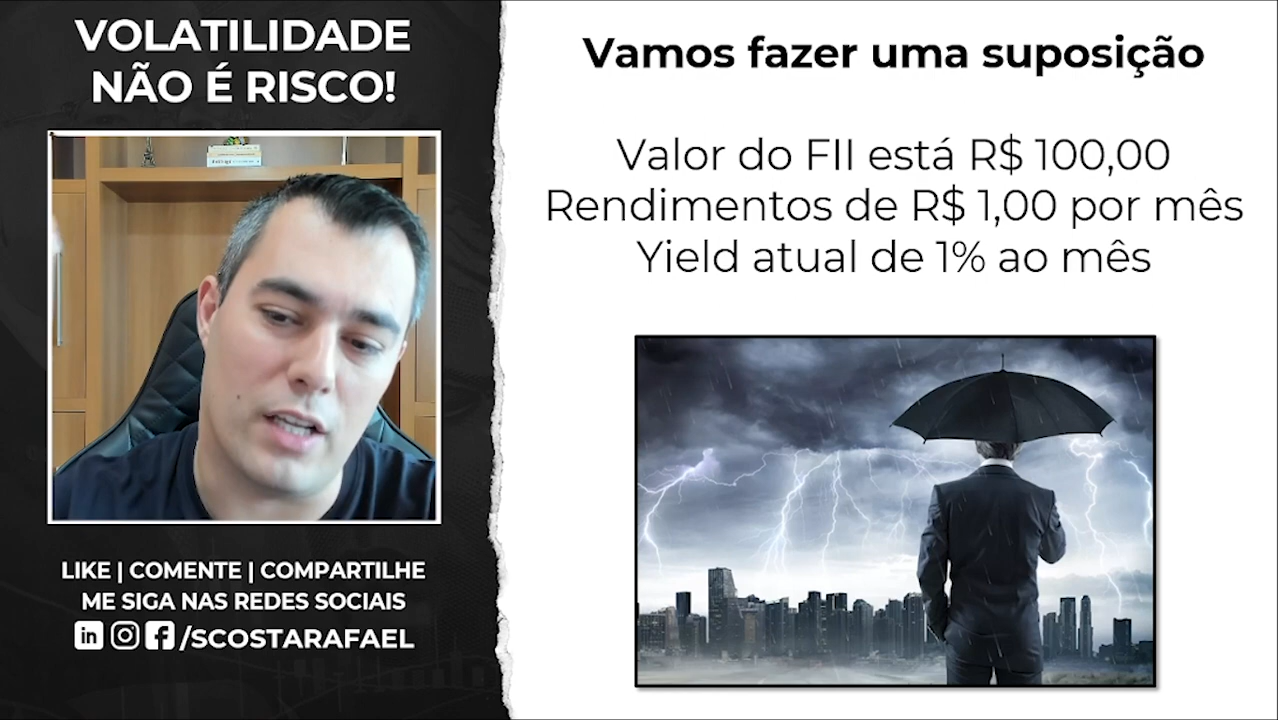 VOLATILIDADE
NÃO É RISCO!
LIKE | COMENTE | COMPARTILHE
ME SIGA NAS REDES SOCIAIS
in f /SCOSTARAFAEL
Vamos fazer uma suposição
Valor do FII está R$ 100,00
Rendimentos de R$ 1,00 por mês
Yield atual de 1% ao mês